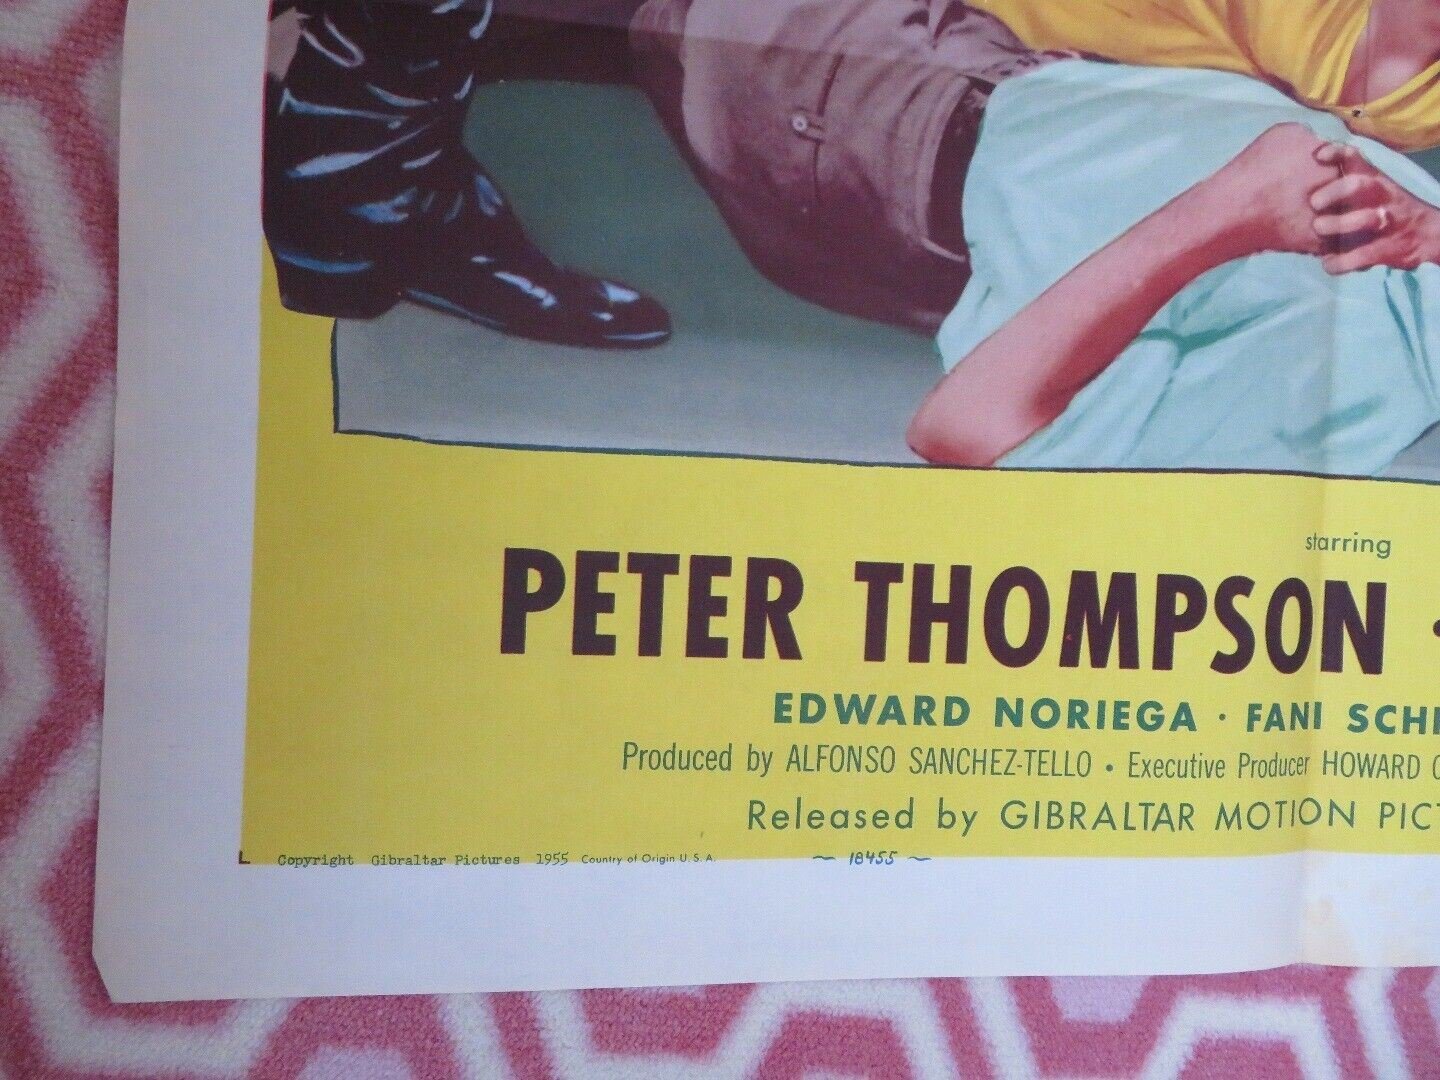 starring
PETER THOMPSON •
EDWARD NORIEGA • FANI
Produced by ALFONSO SANCHEZ-TELLO • Executive Producer HOWARD
Released by GIBRALTAR MOTION
Copyright Gibraltar Pictures 1955 Country of Origin U.S.A. ~ 18455 ~